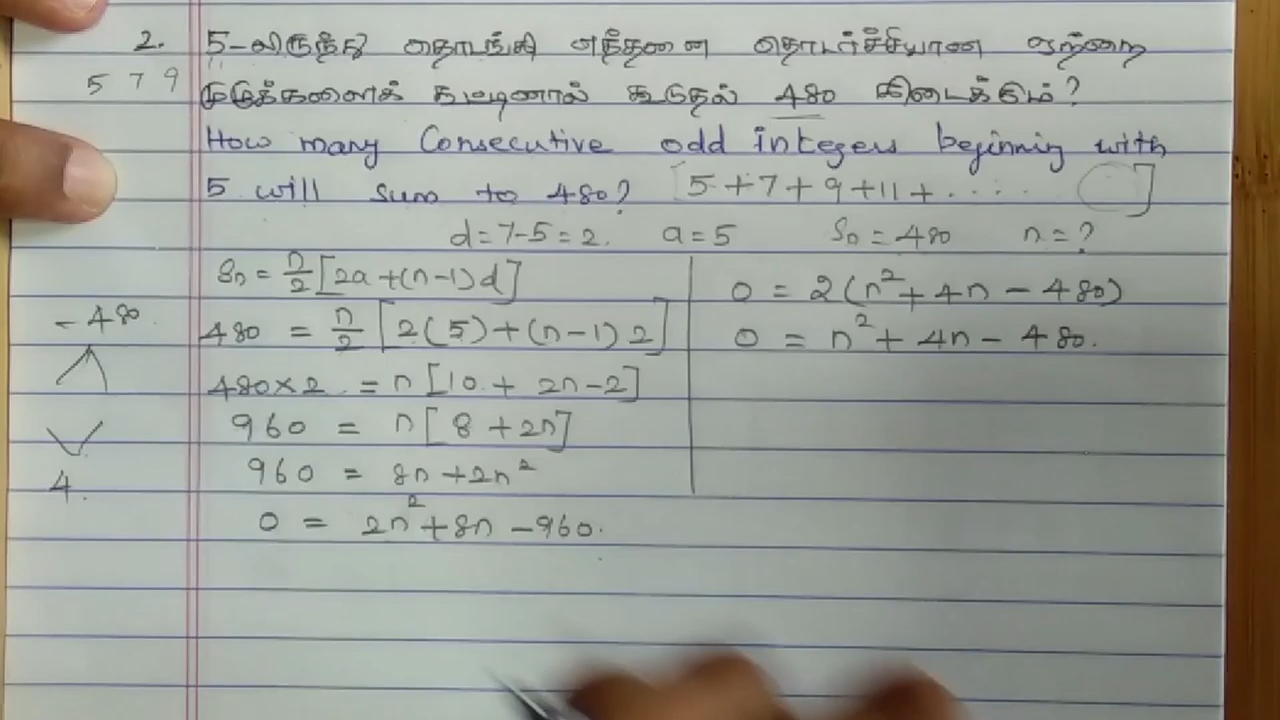 2. 5-லிருந்து தொடங்கி எத்தனை தொடர்ச்சியான ஒற்றை
5 7 9 முழுக்களைக் கூட்டினால் கூடுதல் 480 கிடைக்கும்?
How many Consecutive odd integers beginning with
5 will sum to 480? [5+7+9+11+.....]
d=7-5=2. a=5 Sn=480 n=?
Sn = n/2 [2a+(n-1)d]
480 = n/2 [2(5)+(n-1)2]
480×2 = n[10 + 2n-2]
960 = n[8 +2n]
960 = 8n+2n²
0 = 2n²+8n -960.
0 = 2(n²+4n - 480)
0 = n²+ 4n - 480.
-480
4.